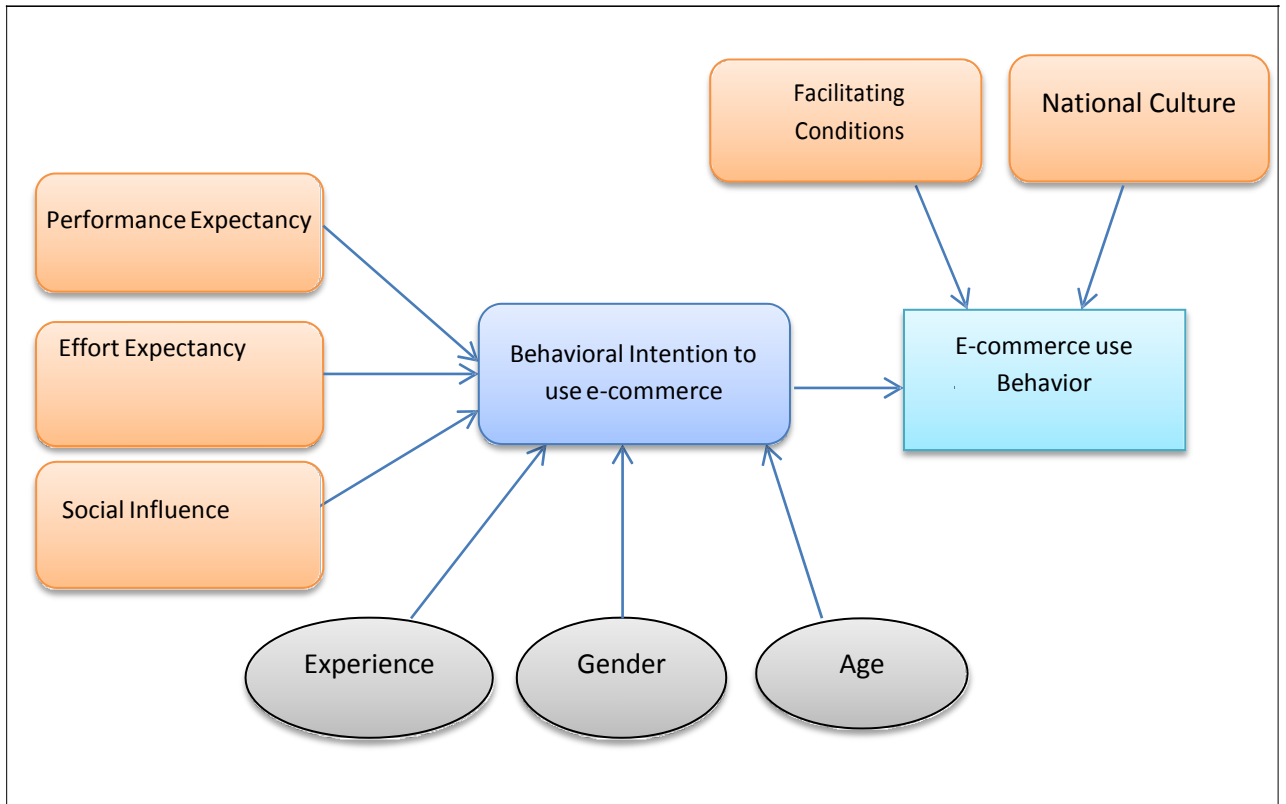 Facilitating
Conditions
National Culture
Performance Expectancy
Effort Expectancy
Social Influence
Behavioral Intention to
use e-commerce
E-commerce use
Behavior
Experience
Gender
Age